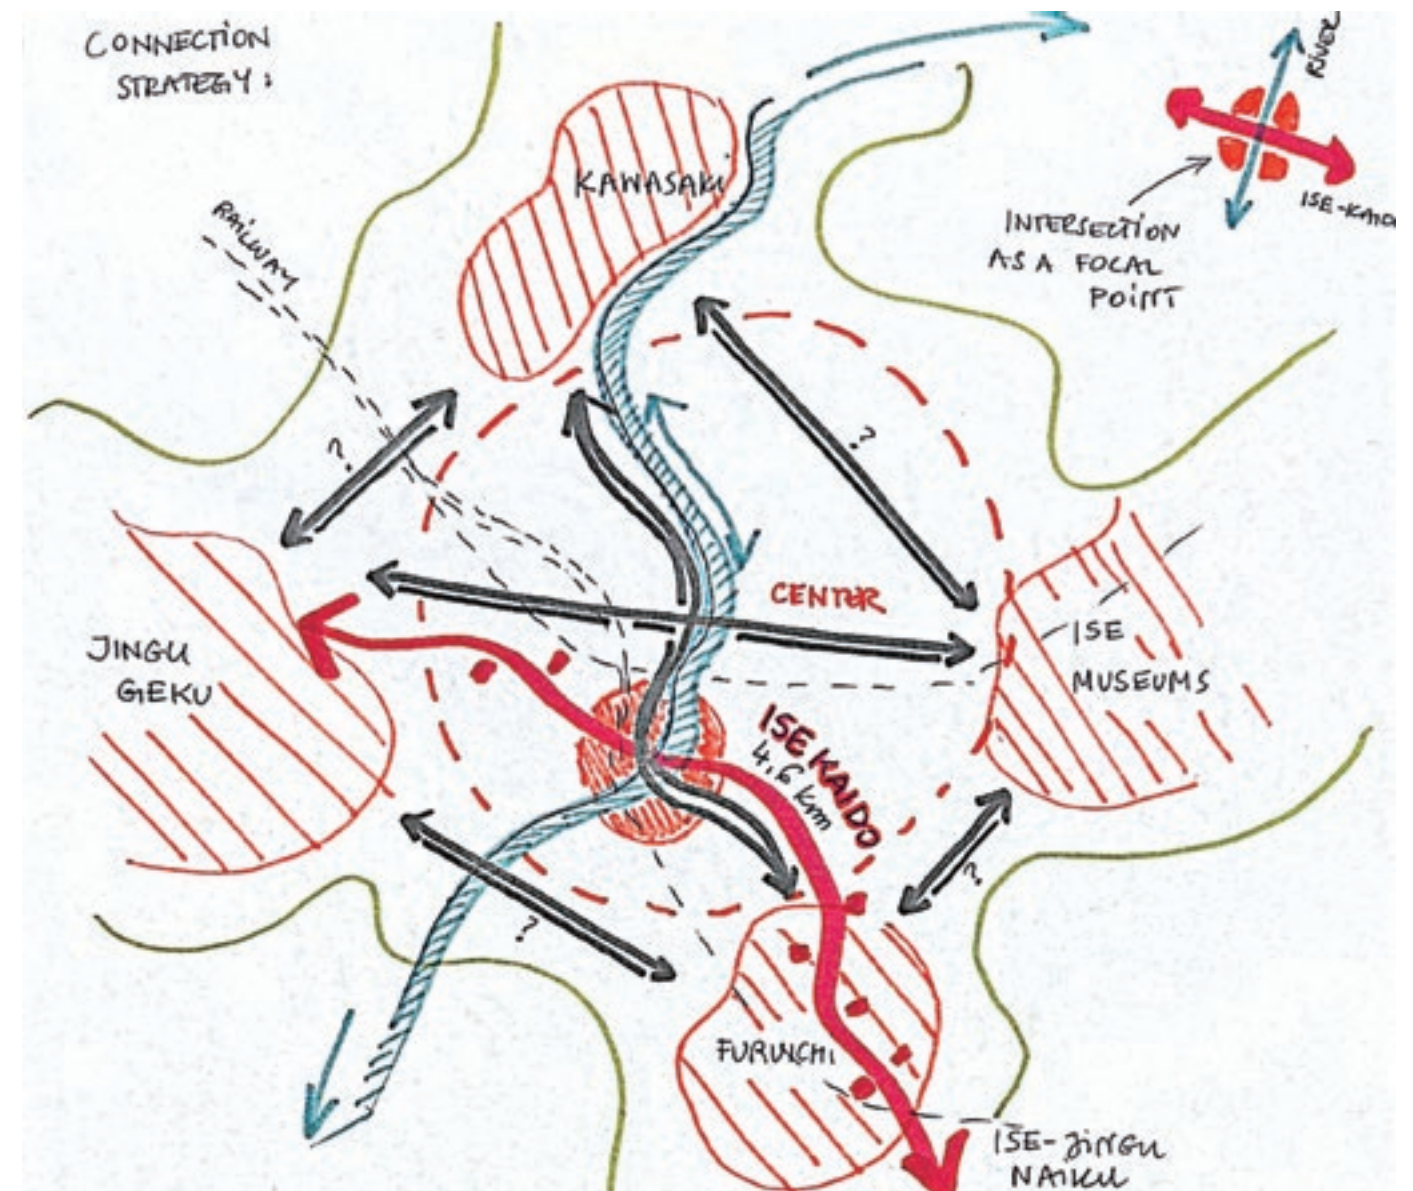 CONNECTION
STRATEGY:
RIVER
ISE-KAIDO
INTERSECTION
AS A FOCAL
POINT
KAWASAKI
RAILWAY
?
?
CENTER
JINGU
GEKU
ISE
MUSEUMS
ISE KAIDO
4,6 km
?
?
FURUICHI
ISE-JINGU
NAIKU